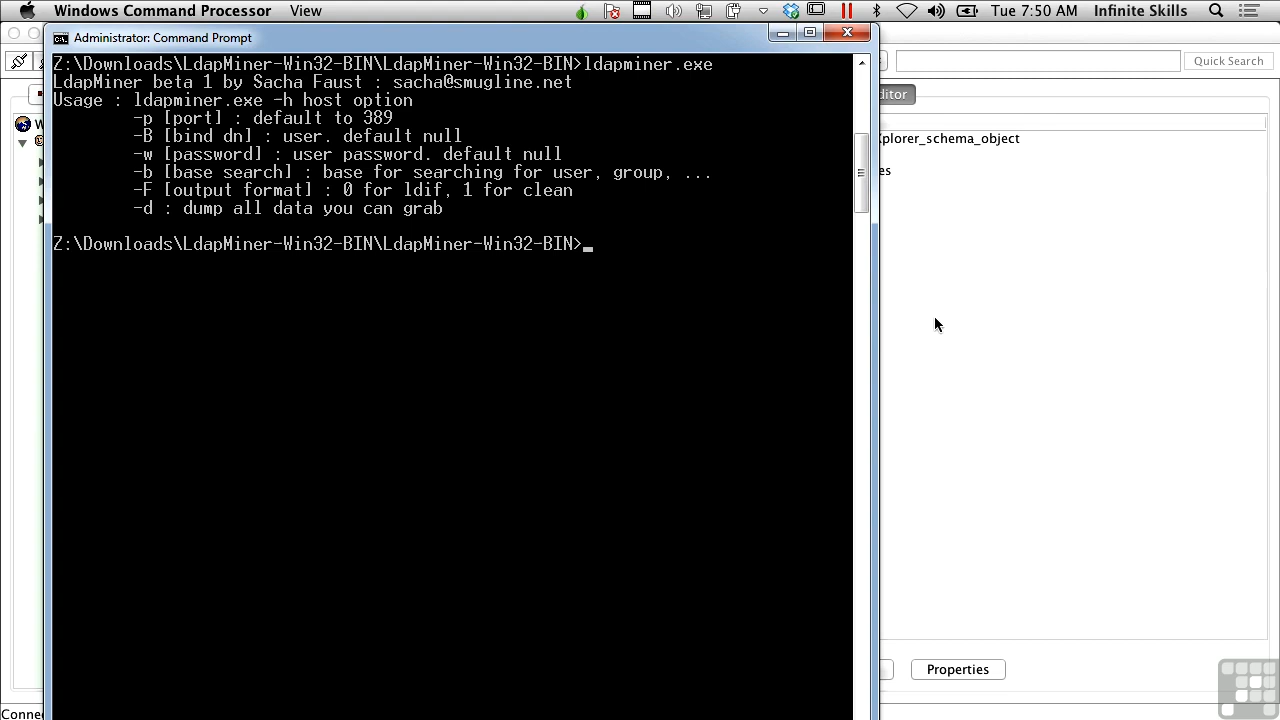 Windows Command Processor View Tue 7:50 AM Infinite Skills
Administrator: Command Prompt
Z:\Downloads\LdapMiner-Win32-BIN\LdapMiner-Win32-BIN>ldapminer.exe
LdapMiner beta 1 by Sacha Faust : sacha@smugline.net
Usage : ldapminer.exe -h host option
-p [port] : default to 389
-B [bind dn] : user. default null
-w [password] : user password. default null
-b [base search] : base for searching for user, group, ...
-F [output format] : 0 for ldif, 1 for clean
-d : dump all data you can grab
Z:\Downloads\LdapMiner-Win32-BIN\LdapMiner-Win32-BIN>
Quick Search
ditor
xplorer_schema_object
es
Properties
Conne